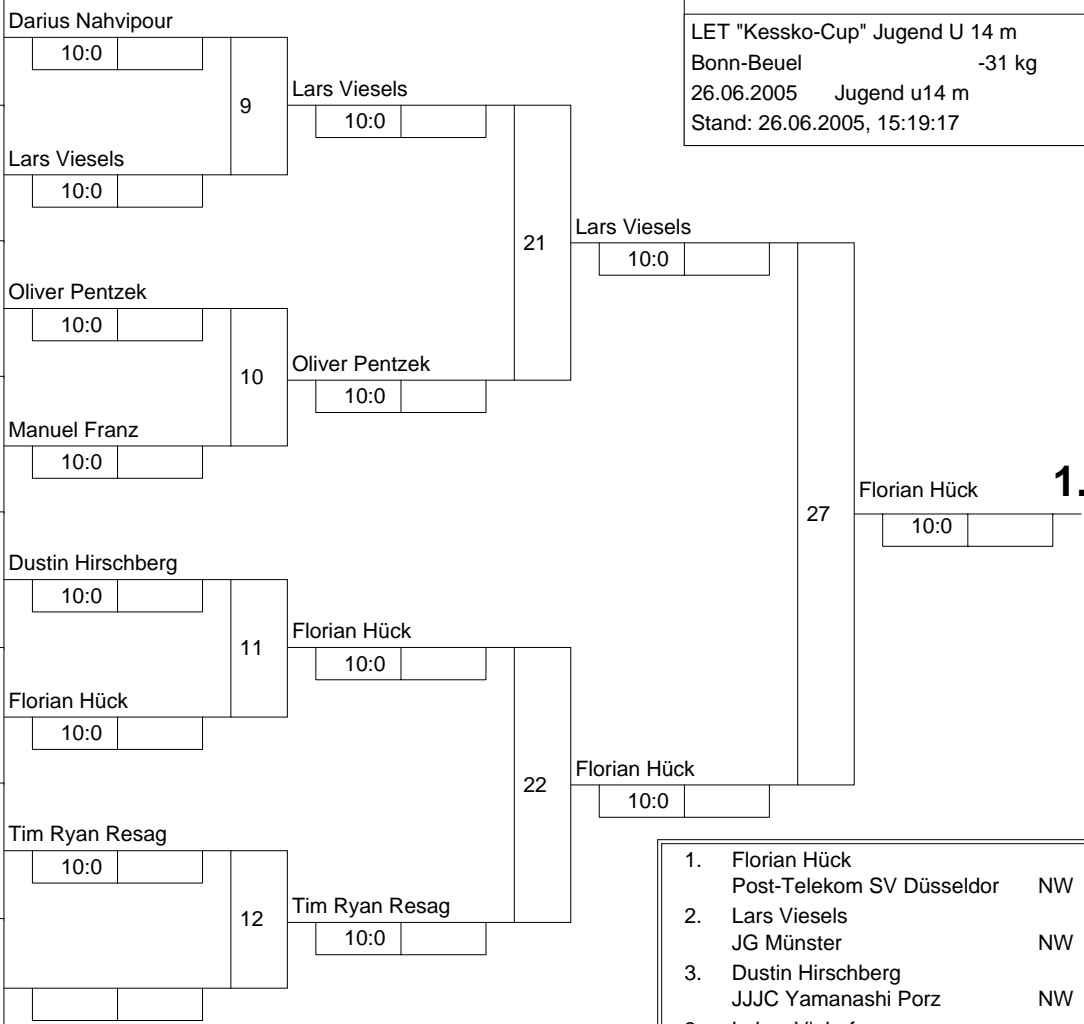 LET "Kessko-Cup" Jugend U 14 m
Bonn-Beuel -31 kg
26.06.2005 Jugend u14 m
Stand: 26.06.2005, 15:19:17
Darius Nahvipour
10:0
9
Lars Viesels
10:0
Lars Viesels
10:0
21
Lars Viesels
10:0
Oliver Pentzek
10:0
10
Oliver Pentzek
10:0
Manuel Franz
10:0
27
Florian Hück 1.
10:0
Dustin Hirschberg
10:0
11
Florian Hück
10:0
Florian Hück
10:0
22
Florian Hück
10:0
Tim Ryan Resag
10:0
12
Tim Ryan Resag
10:0
1. Florian Hück
Post-Telekom SV Düsseldor NW
2. Lars Viesels
JG Münster NW
3. Dustin Hirschberg
JJJC Yamanashi Porz NW